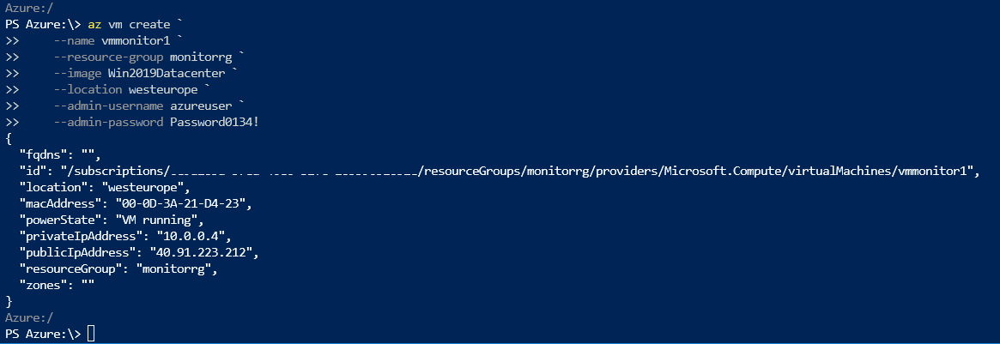 Azure:/
PS Azure:\> az vm create `
>>     --name vmmonitor1 `
>>     --resource-group monitorrg `
>>     --image Win2019Datacenter `
>>     --location westeurope `
>>     --admin-username azureuser `
>>     --admin-password Password0134!
{
  "fqdns": "",
  "id": "/subscriptions/ /resourceGroups/monitorrg/providers/Microsoft.Compute/virtualMachines/vmmonitor1",
  "location": "westeurope",
  "macAddress": "00-0D-3A-21-D4-23",
  "powerState": "VM running",
  "privateIpAddress": "10.0.0.4",
  "publicIpAddress": "40.91.223.212",
  "resourceGroup": "monitorrg",
  "zones": ""
}
Azure:/
PS Azure:\>